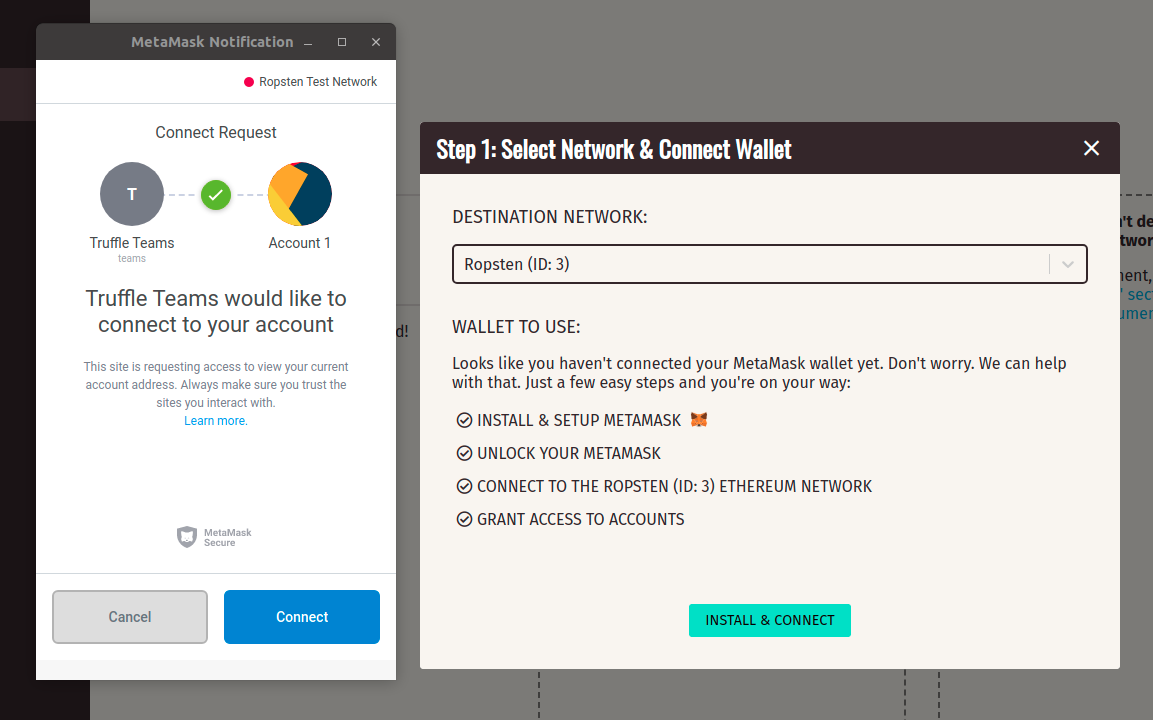 MetaMask Notification
Ropsten Test Network
Connect Request
T
Truffle Teams
teams
Account 1
Truffle Teams would like to
connect to your account
This site is requesting access to view your current
account address. Always make sure you trust the
sites you interact with.
Learn more.
MetaMask
Secure
Cancel
Connect
Step 1: Select Network & Connect Wallet
DESTINATION NETWORK:
Ropsten (ID: 3)
WALLET TO USE:
Looks like you haven't connected your MetaMask wallet yet. Don't worry. We can help
with that. Just a few easy steps and you're on your way:
INSTALL & SETUP METAMASK
UNLOCK YOUR METAMASK
CONNECT TO THE ROPSTEN (ID: 3) ETHEREUM NETWORK
GRANT ACCESS TO ACCOUNTS
INSTALL & CONNECT